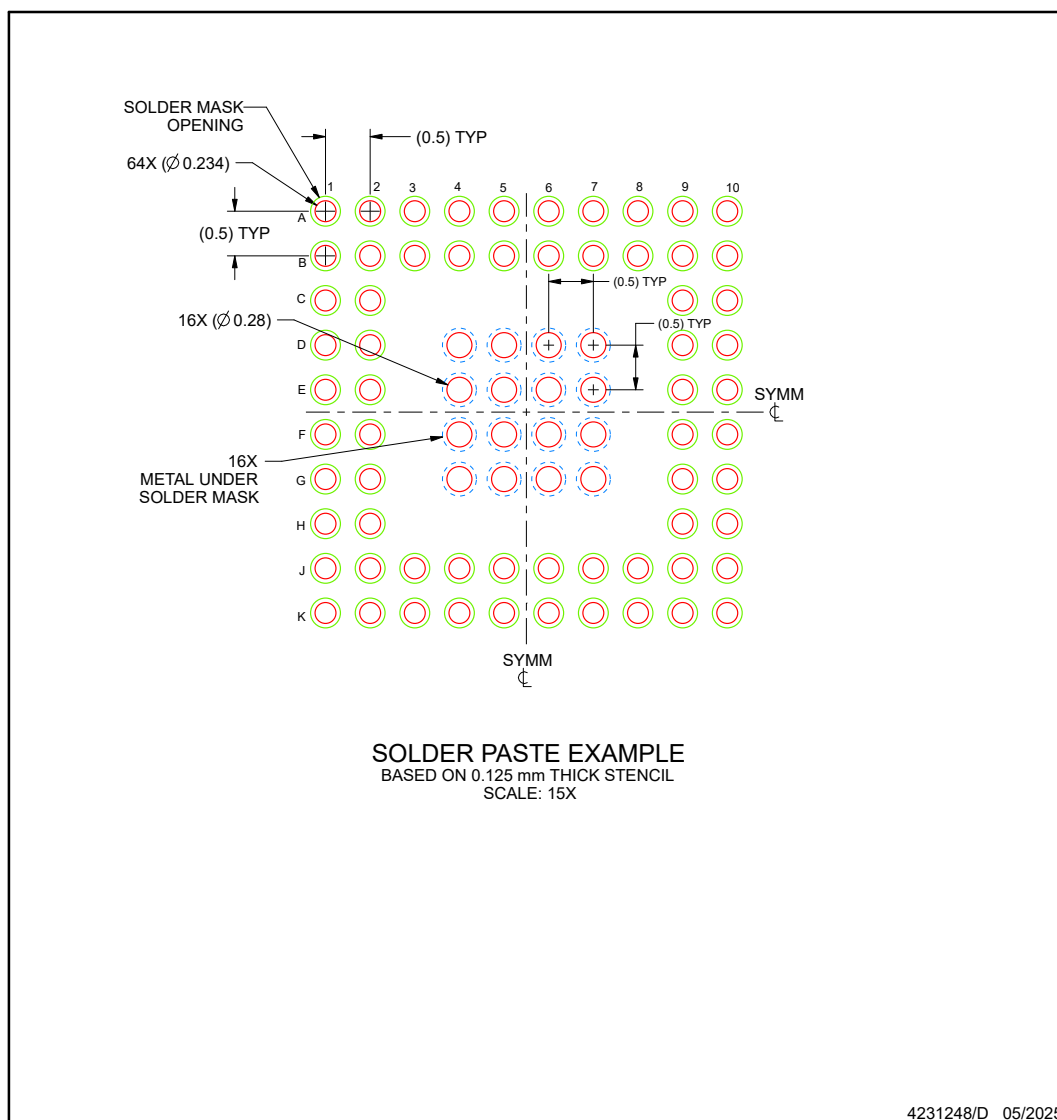 SOLDER MASK
OPENING
(0.5) TYP
64X (∅ 0.234)
1 2 3 4 5 6 7 8 9 10
A
(0.5) TYP
B
(0.5) TYP
C
16X (∅ 0.28)
(0.5) TYP
D
E
SYMM
℄
F
16X
METAL UNDER
SOLDER MASK
G
H
J
K
SYMM
℄
SOLDER PASTE EXAMPLE
BASED ON 0.125 mm THICK STENCIL
SCALE: 15X
4231248/D 05/2025